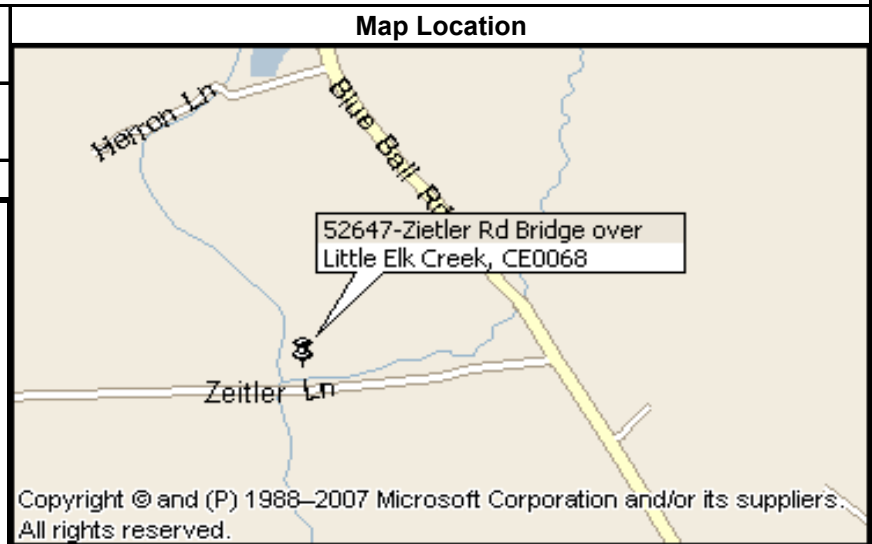 Map Location
Herron Ln
Blue Ball Rd
52647-Zietler Rd Bridge over
Little Elk Creek, CE0068
Zeitler Ln
Copyright © and (P) 1988–2007 Microsoft Corporation and/or its suppliers.
All rights reserved.